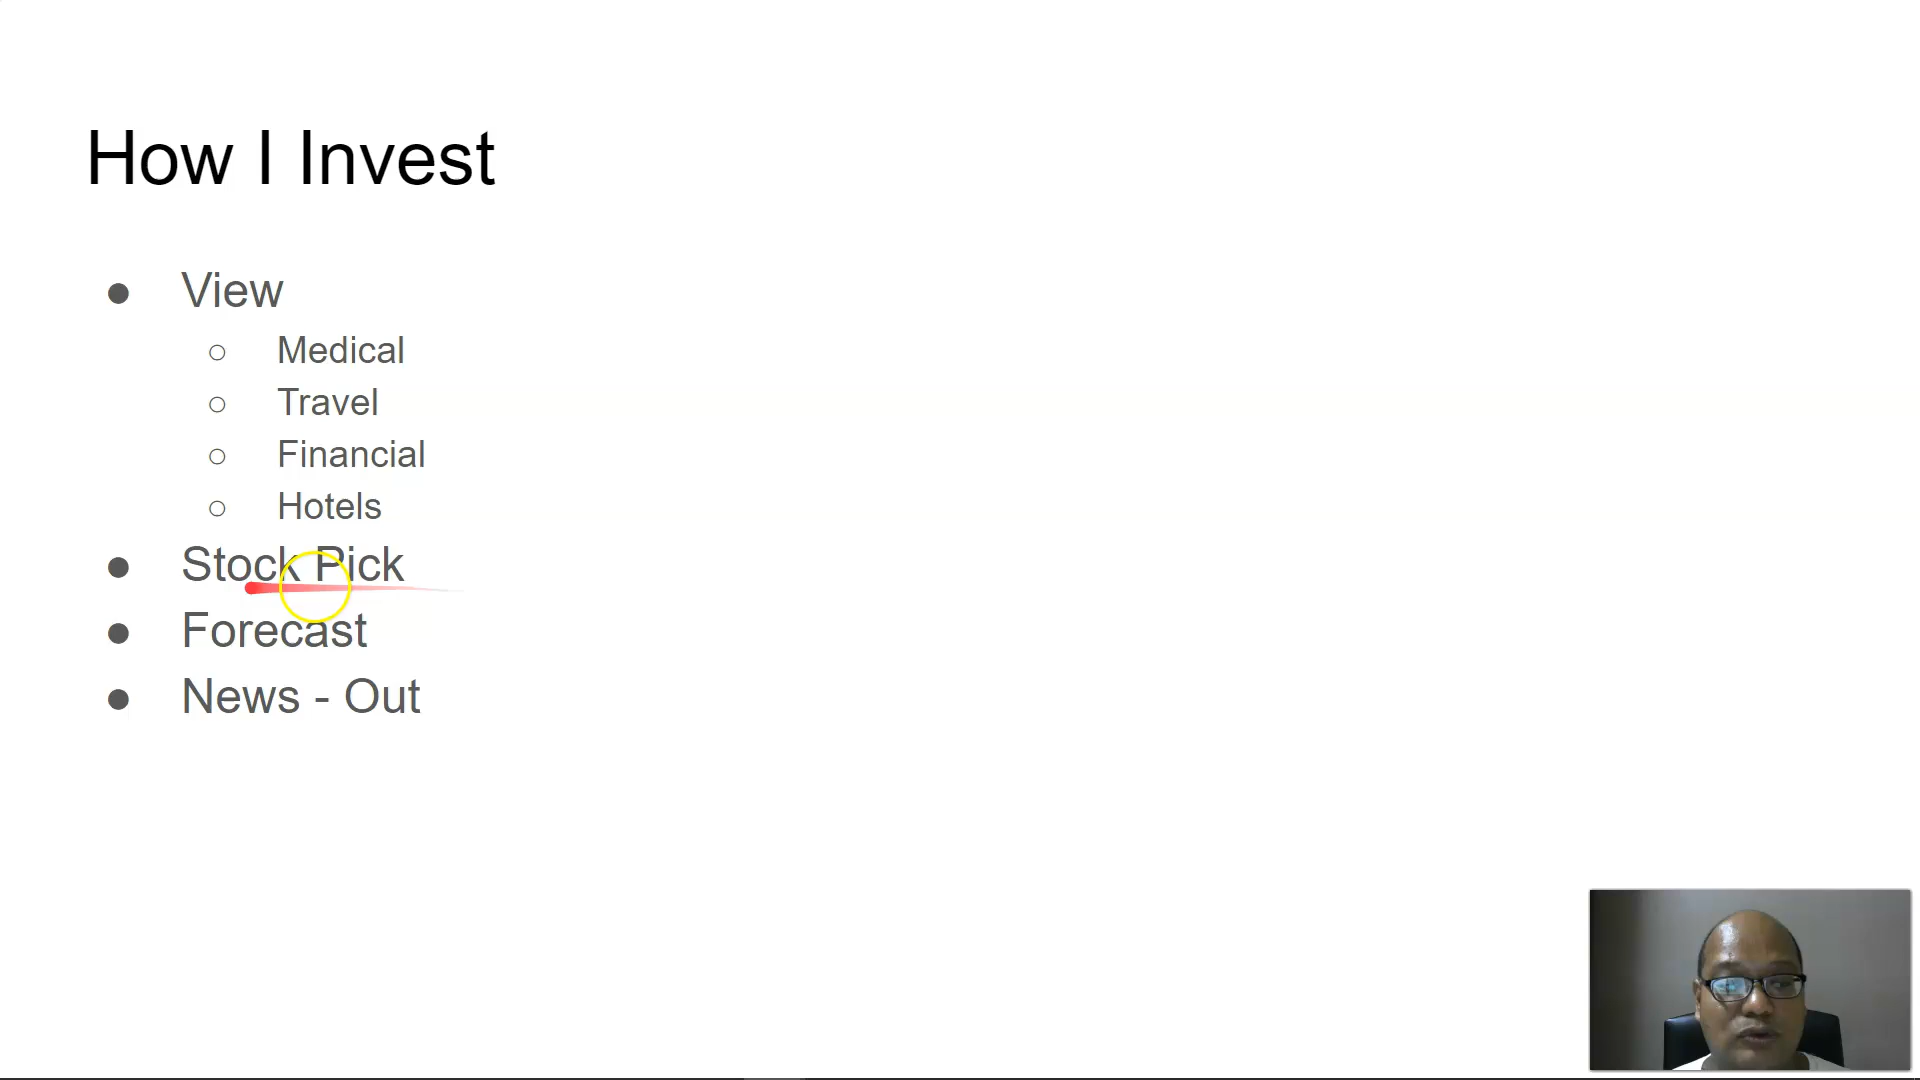 How I Invest
● View
○ Medical
○ Travel
○ Financial
○ Hotels
● Stock Pick
● Forecast
● News - Out